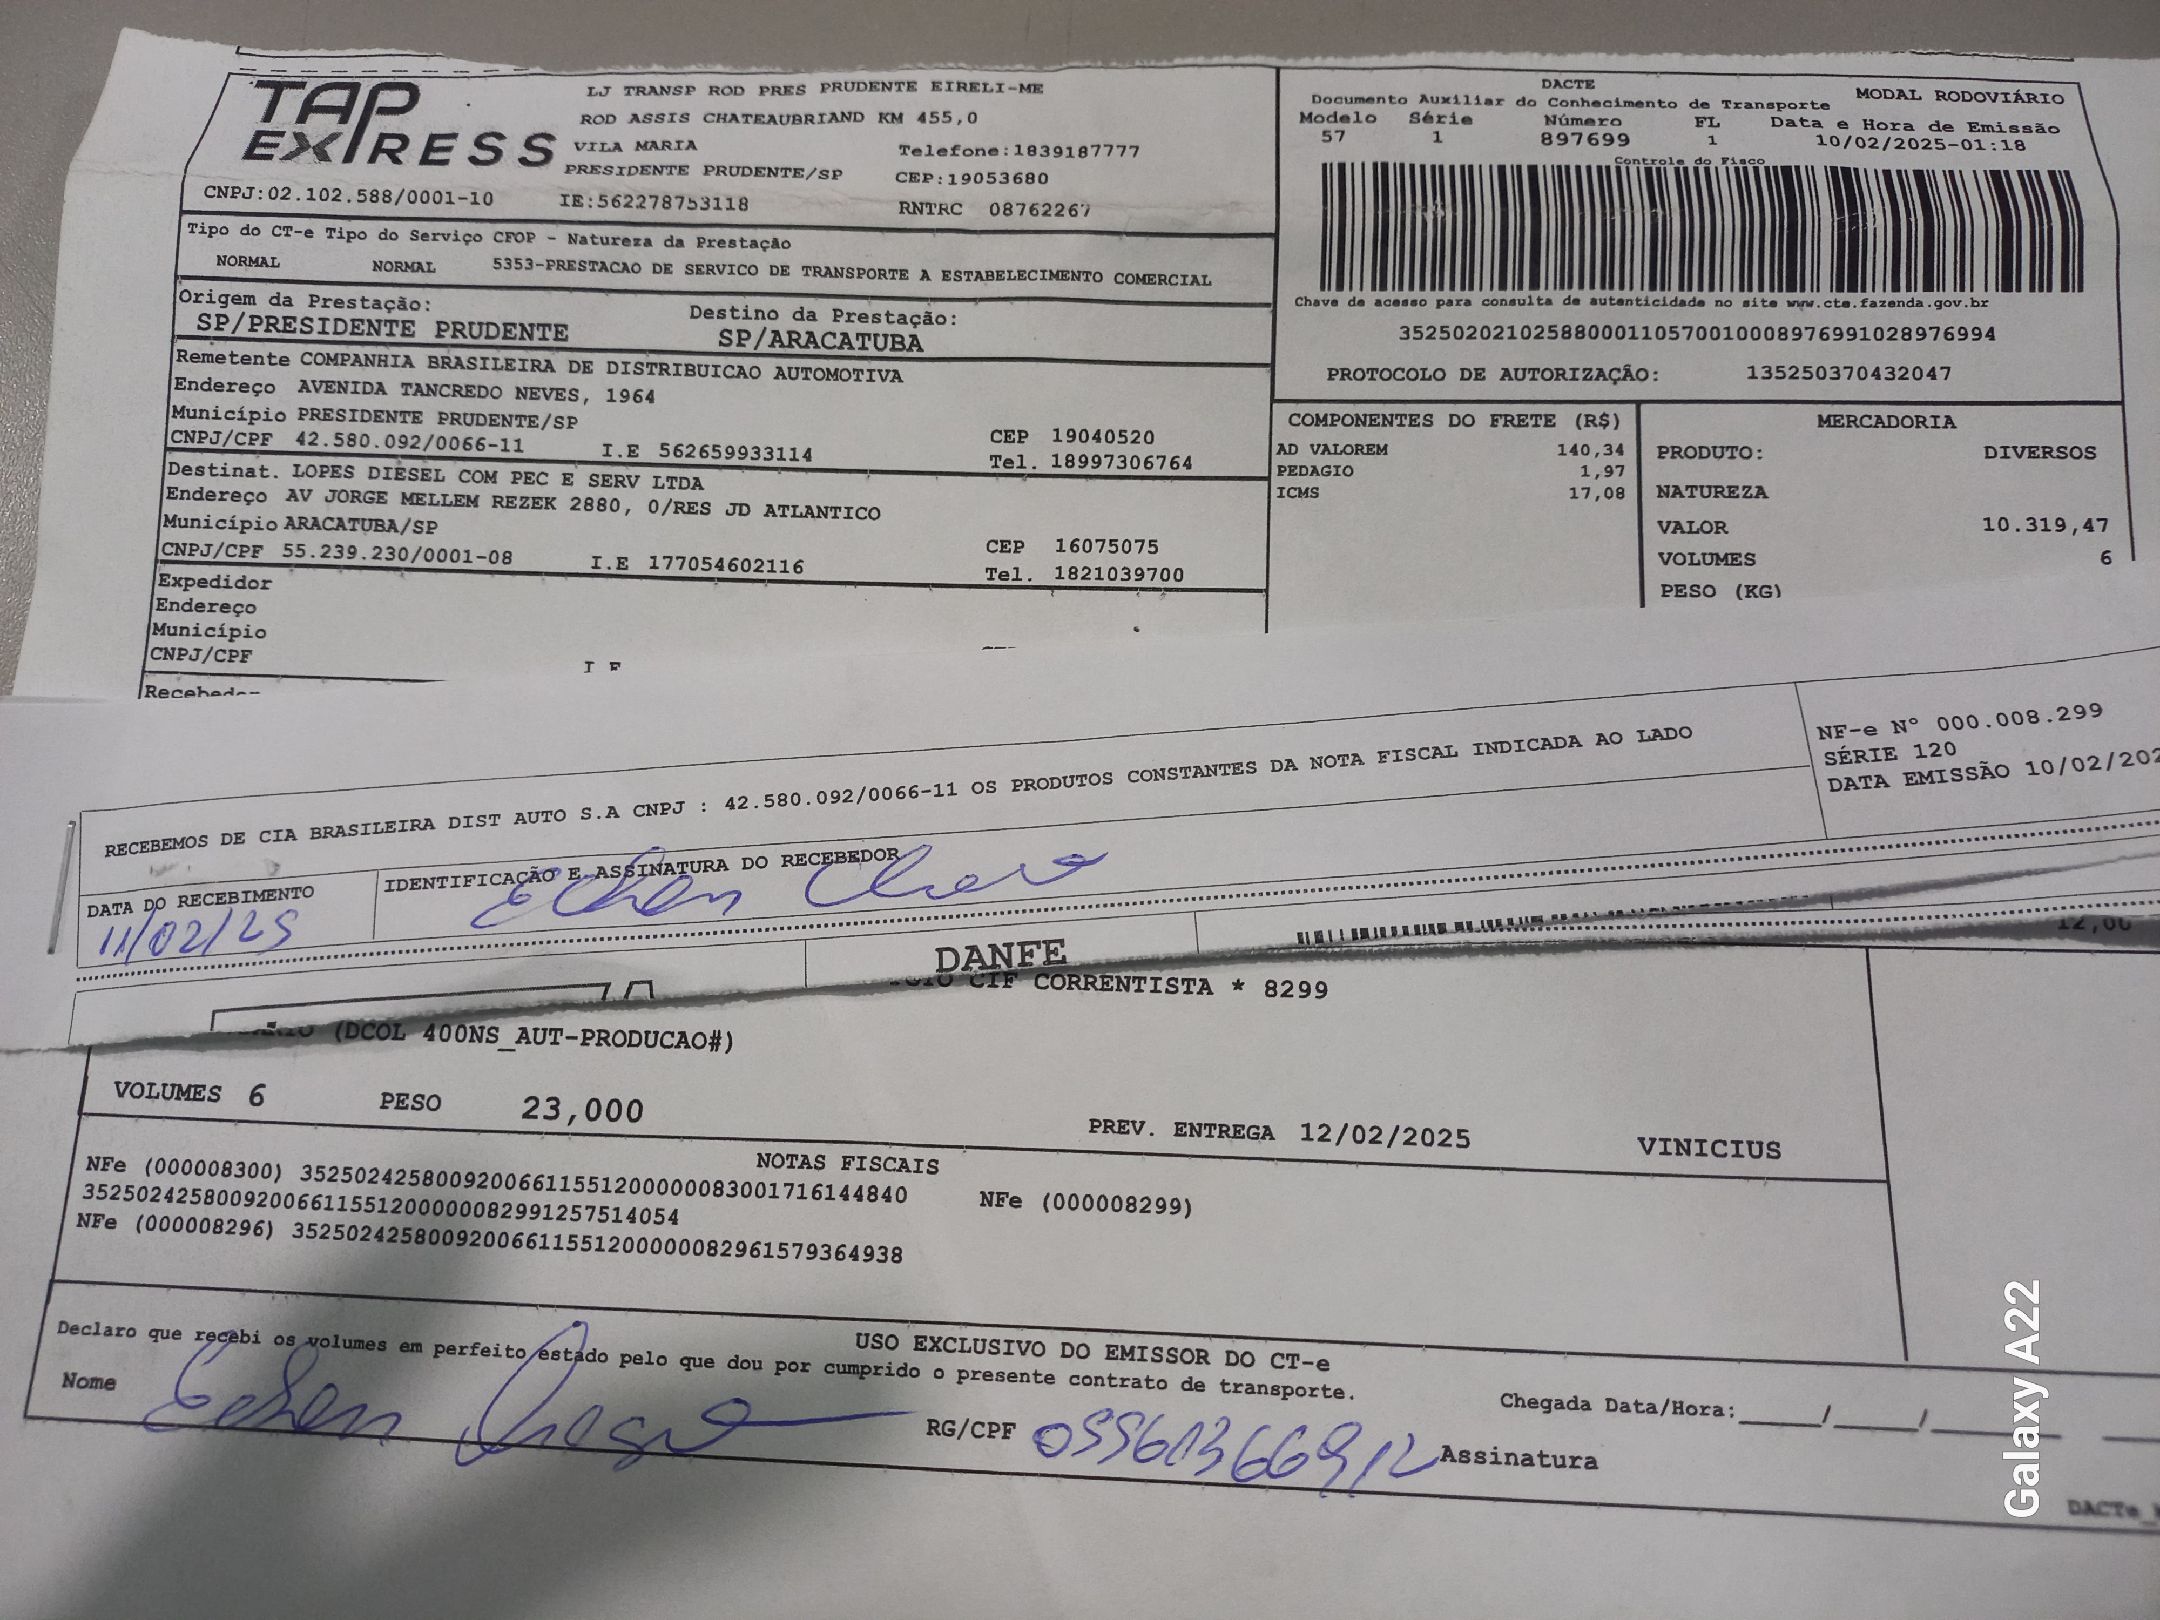 TAP EXPRESS
LJ TRANSP ROD PRES PRUDENTE EIRELI-ME
ROD ASSIS CHATEAUBRIAND KM 455,0
VILA MARIA Telefone:1839187777
PRESIDENTE PRUDENTE/SP CEP:19053680
CNPJ:02.102.588/0001-10 IE:562278753118 RNTRC 08762267
Tipo do CT-e Tipo do Serviço CFOP - Natureza da Prestação
NORMAL NORMAL 5353-PRESTACAO DE SERVICO DE TRANSPORTE A ESTABELECIMENTO COMERCIAL
Origem da Prestação: Destino da Prestação:
SP/PRESIDENTE PRUDENTE SP/ARACATUBA
Remetente COMPANHIA BRASILEIRA DE DISTRIBUICAO AUTOMOTIVA
Endereço AVENIDA TANCREDO NEVES, 1964
Município PRESIDENTE PRUDENTE/SP CEP 19040520
CNPJ/CPF 42.580.092/0066-11 I.E 562659933114 Tel. 18997306764
Destinat. LOPES DIESEL COM PEC E SERV LTDA
Endereço AV JORGE MELLEM REZEK 2880, 0/RES JD ATLANTICO
Município ARACATUBA/SP CEP 16075075
CNPJ/CPF 55.239.230/0001-08 I.E 177054602116 Tel. 1821039700
Expedidor
Endereço
Município
CNPJ/CPF I E
DACTE
Documento Auxiliar do Conhecimento de Transporte MODAL RODOVIÁRIO
Modelo Série Número FL Data e Hora de Emissão
57 1 897699 1 10/02/2025-01:18
Controle do Fisco
Chave de acesso para consulta de autenticidade no site www.cte.fazenda.gov.br
35250202102588000110570010008976991028976994
PROTOCOLO DE AUTORIZAÇÃO: 135250370432047
COMPONENTES DO FRETE (R$)
AD VALOREM 140,34
PEDAGIO 1,97
ICMS 17,08
MERCADORIA
PRODUTO: DIVERSOS
NATUREZA
VALOR 10.319,47
VOLUMES 6
PESO (KG)
RECEBEMOS DE CIA BRASILEIRA DIST AUTO S.A CNPJ : 42.580.092/0066-11 OS PRODUTOS CONSTANTES DA NOTA FISCAL INDICADA AO LADO
NF-e Nº 000.008.299
SÉRIE 120
DATA EMISSÃO 10/02/202
DATA DO RECEBIMENTO IDENTIFICAÇÃO E ASSINATURA DO RECEBEDOR
11/02/25
DANFE
12,00
CIF CORRENTISTA * 8299
(DCOL 400NS_AUT-PRODUCAO#)
VOLUMES 6 PESO 23,000 PREV. ENTREGA 12/02/2025 VINICIUS
NOTAS FISCAIS
NFe (000008300) 35250242580092006611551200000083001716144840 NFe (000008299)
35250242580092006611551200000082991257514054
NFe (000008296) 35250242580092006611551200000082961579364938
USO EXCLUSIVO DO EMISSOR DO CT-e
Declaro que recebi os volumes em perfeito estado pelo que dou por cumprido o presente contrato de transporte.
Nome RG/CPF Chegada Data/Hora:____/____/____
Assinatura
Galaxy A22